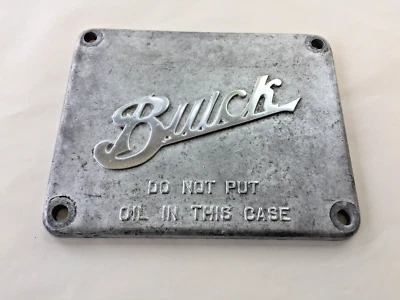 Buick
DO NOT PUT
OIL IN THIS CASE